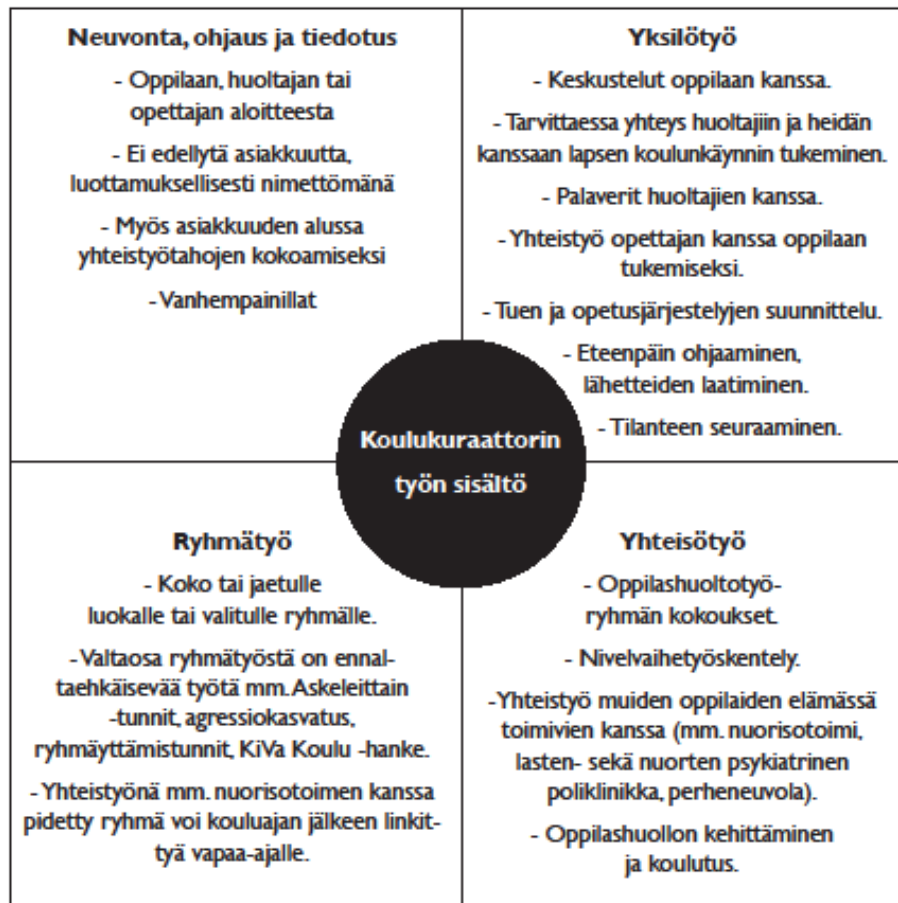 Neuvonta, ohjaus ja tiedotus
- Oppilaan, huoltajan tai
opettajan aloitteesta
- Ei edellytä asiakkuutta,
luottamuksellisesti nimettömänä
- Myös asiakkuuden alussa
yhteistyötahojen kokoamiseksi
- Vanhempainillat
Yksilötyö
- Keskustelut oppilaan kanssa.
- Tarvittaessa yhteys huoltajiin ja heidän
kanssaan lapsen koulunkäynnin tukeminen.
- Palaverit huoltajien kanssa.
- Yhteistyö opettajan kanssa oppilaan
tukemiseksi.
- Tuen ja opetusjärjestelyjen suunnittelu.
- Eteenpäin ohjaaminen,
lähetteiden laatiminen.
- Tilanteen seuraaminen.
Koulukuraattorin
työn sisältö
Ryhmätyö
- Koko tai jaetulle
luokalle tai valitulle ryhmälle.
- Valtaosa ryhmätyöstä on ennal-
taehkäisevää työtä mm. Askeleittain
-tunnit, agressiokasvatus,
ryhmäyttämistunnit, KiVa Koulu -hanke.
- Yhteistyönä mm. nuorisotoimen kanssa
pidetty ryhmä voi kouluajan jälkeen linkit-
tyä vapaa-ajalle.
Yhteisötyö
- Oppilashuoltotyö-
ryhmän kokoukset.
- Nivelvaihetyöskentely.
- Yhteistyö muiden oppilaiden elämässä
toimivien kanssa (mm. nuorisotoimi,
lasten- sekä nuorten psykiatrinen
poliklinikka, perheneuvola).
- Oppilashuollon kehittäminen
ja koulutus.